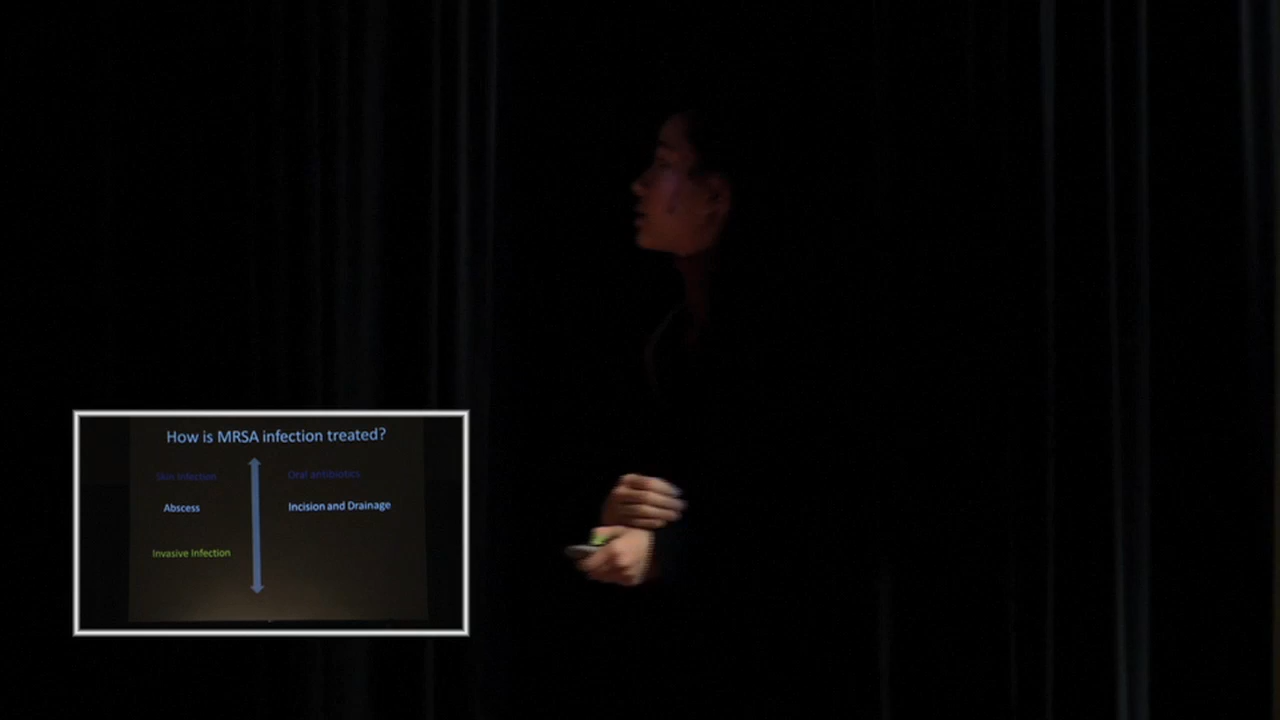 How is MRSA infection treated?
Skin Infection Oral antibiotics
Abscess Incision and Drainage
Invasive Infection